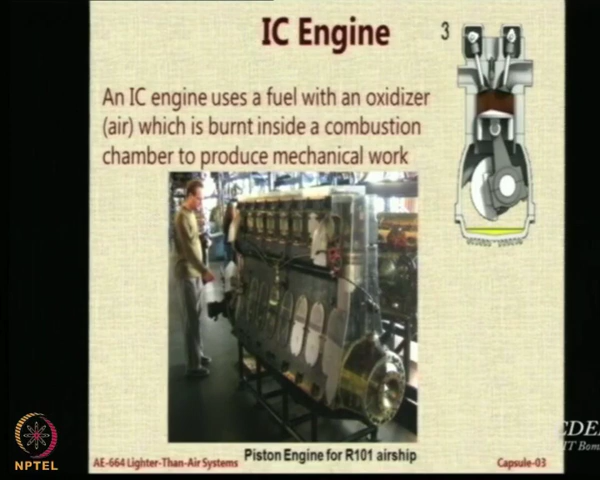 IC Engine
3
An IC engine uses a fuel with an oxidizer
(air) which is burnt inside a combustion
chamber to produce mechanical work
Piston Engine for R101 airship
AE-664 Lighter-Than-Air Systems
Capsule-03
NPTEL